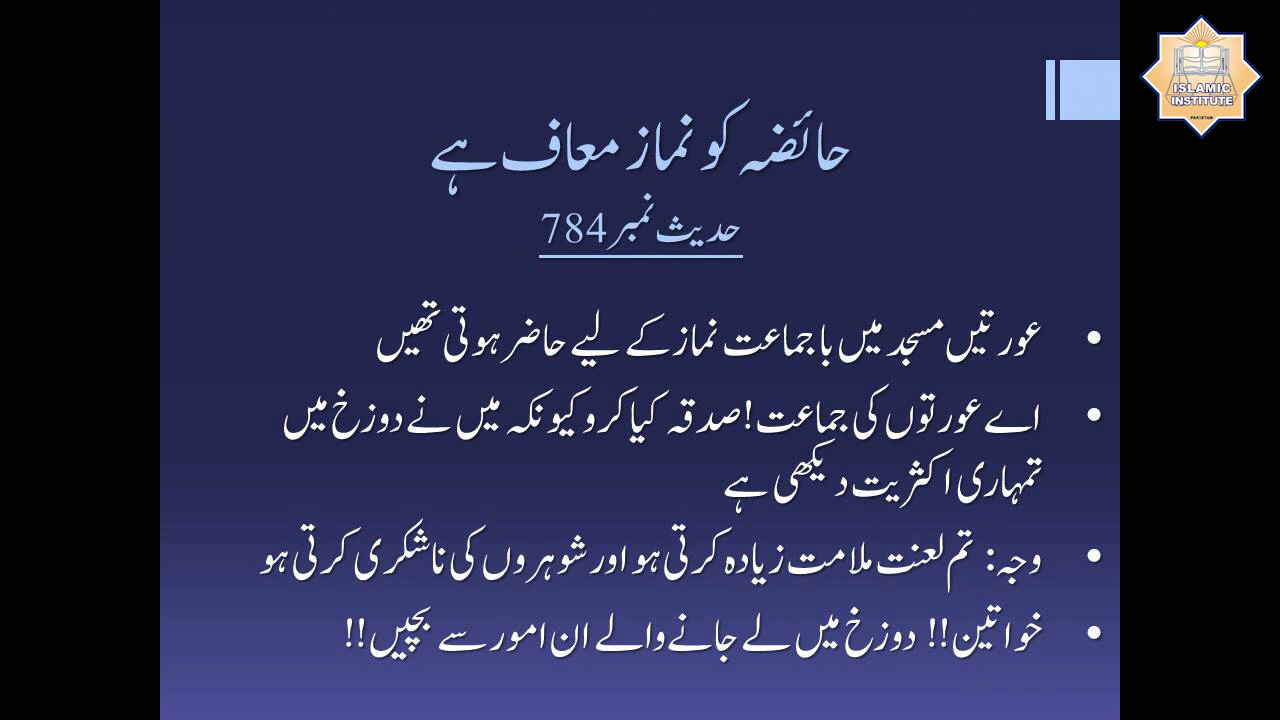 حائضہ کو نماز معاف ہے
حدیث نمبر 784
• عورتیں مسجد میں باجماعت نماز کے لیے حاضر ہوتی تھیں
• اے عورتوں کی جماعت! صدقہ کیا کرو کیونکہ میں نے دوزخ میں
تمہاری اکثریت دیکھی ہے
• وجہ: تم لعنت ملامت زیادہ کرتی ہو اور شوہروں کی ناشکری کرتی ہو
• خواتین!! دوزخ میں لے جانے والے ان امور سے بچیں!!
ISLAMIC
INSTITUTE
PAKISTAN